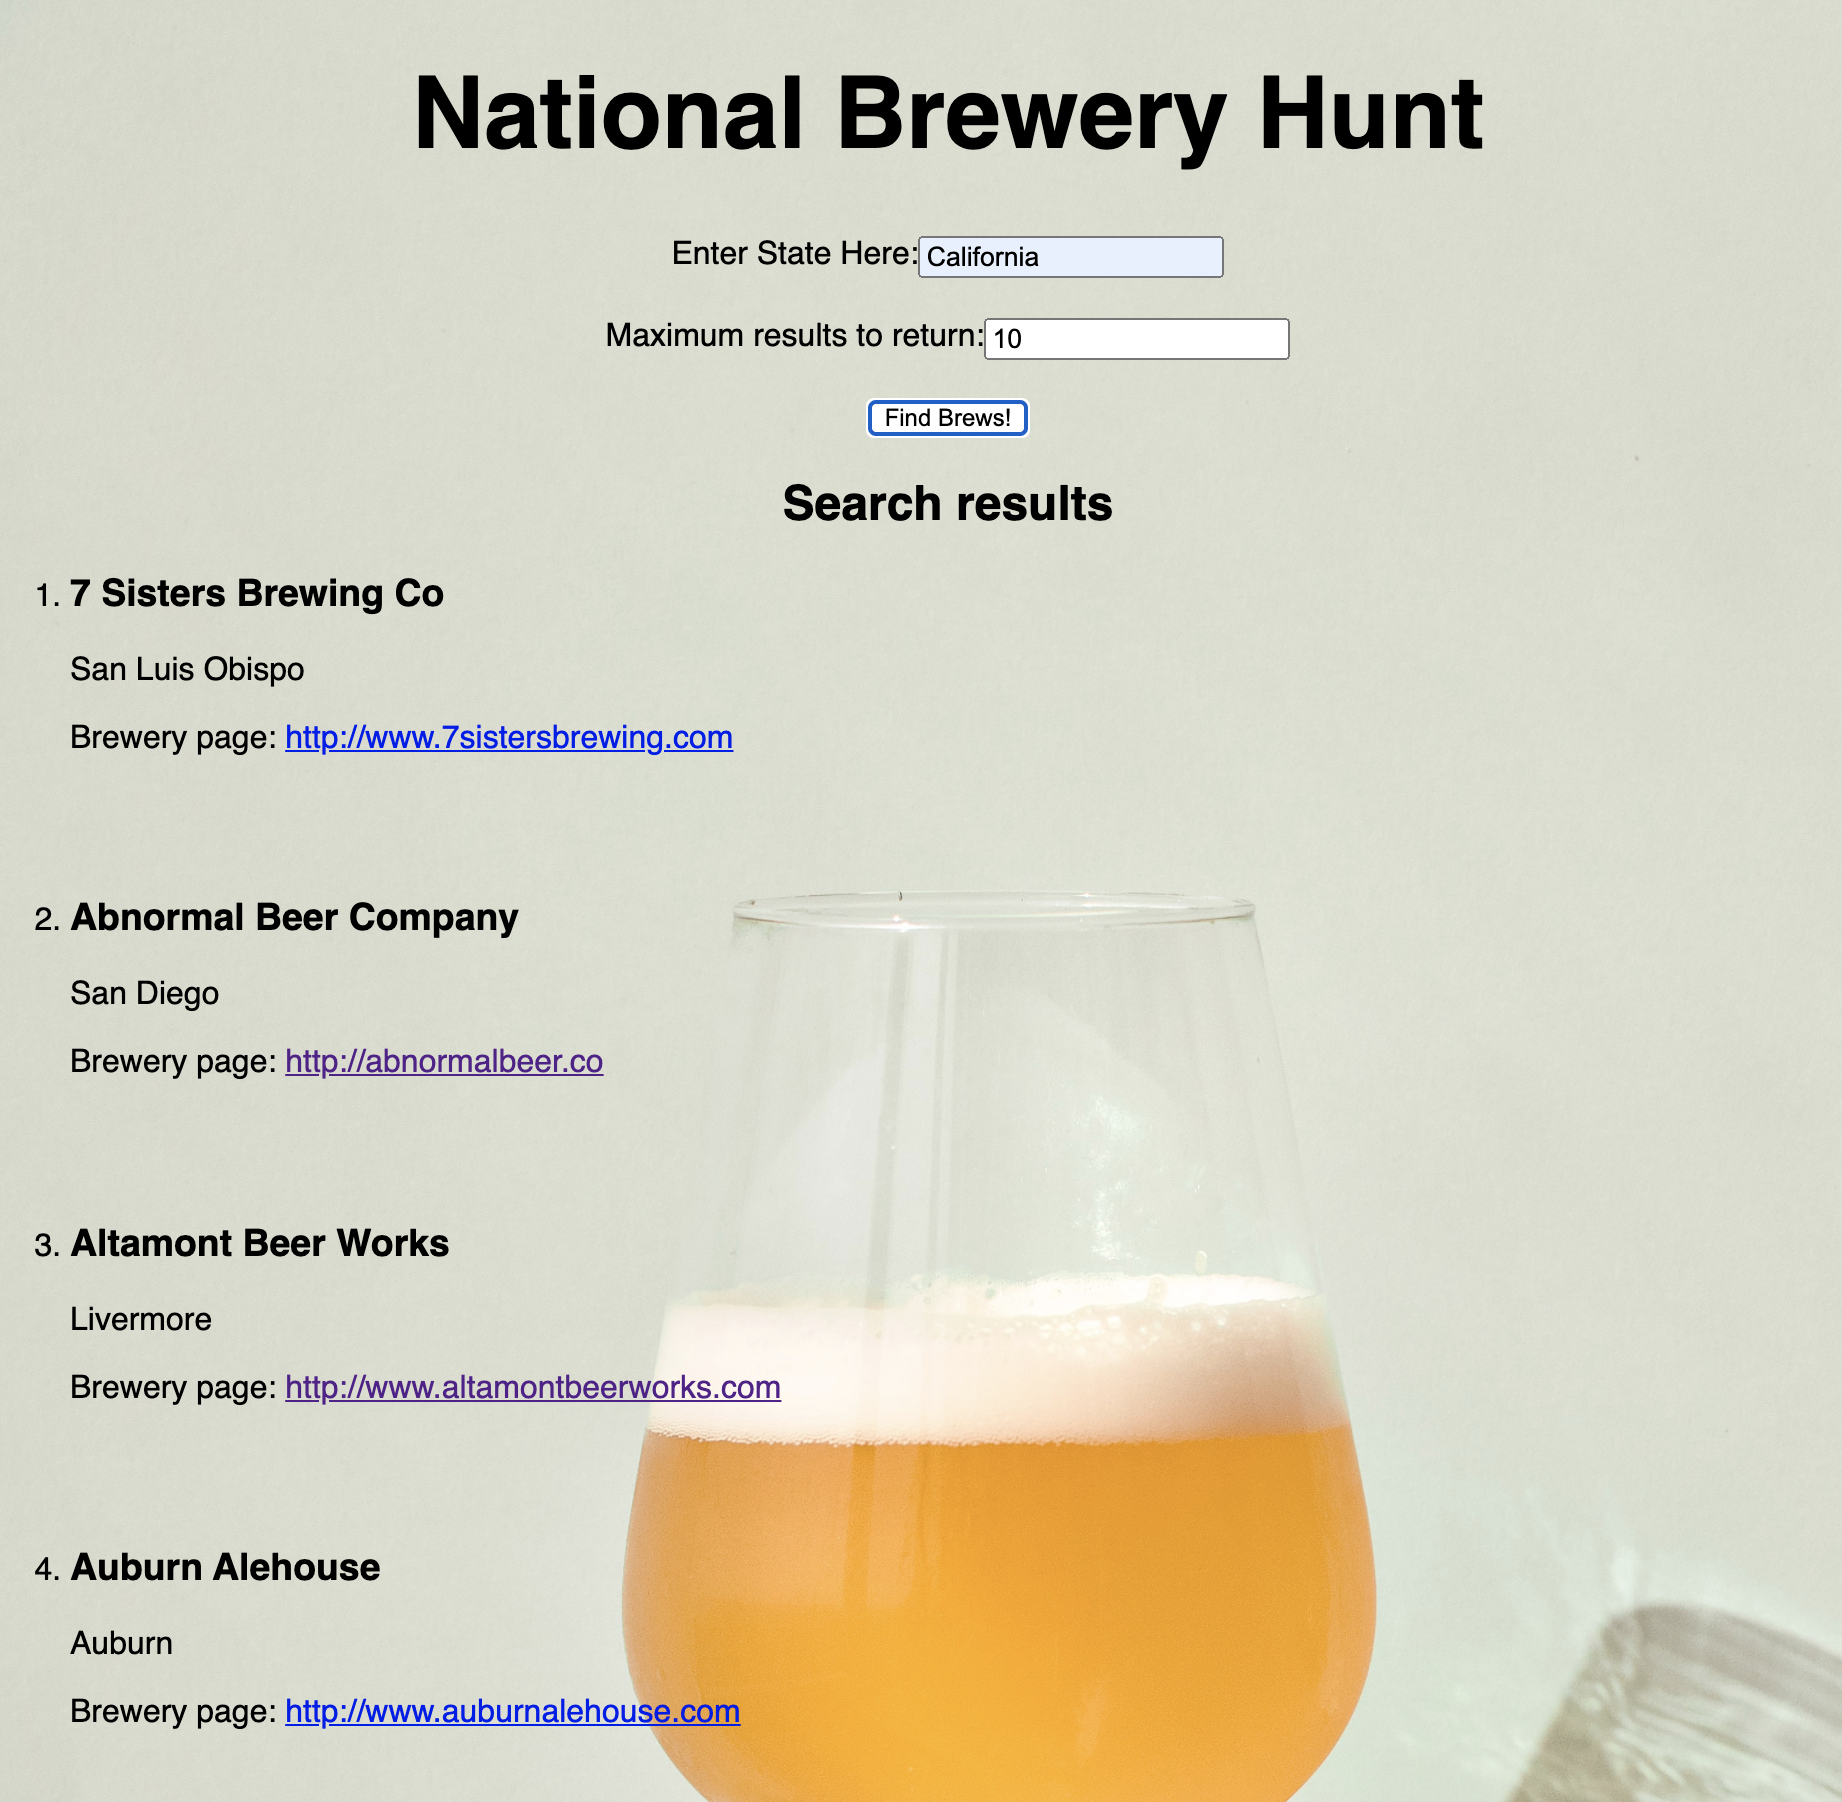 National Brewery Hunt
Enter State Here: California
Maximum results to return: 10
Find Brews!
Search results
1. 7 Sisters Brewing Co
San Luis Obispo
Brewery page: http://www.7sistersbrewing.com
2. Abnormal Beer Company
San Diego
Brewery page: http://abnormalbeer.co
3. Altamont Beer Works
Livermore
Brewery page: http://www.altamontbeerworks.com
4. Auburn Alehouse
Auburn
Brewery page: http://www.auburnalehouse.com